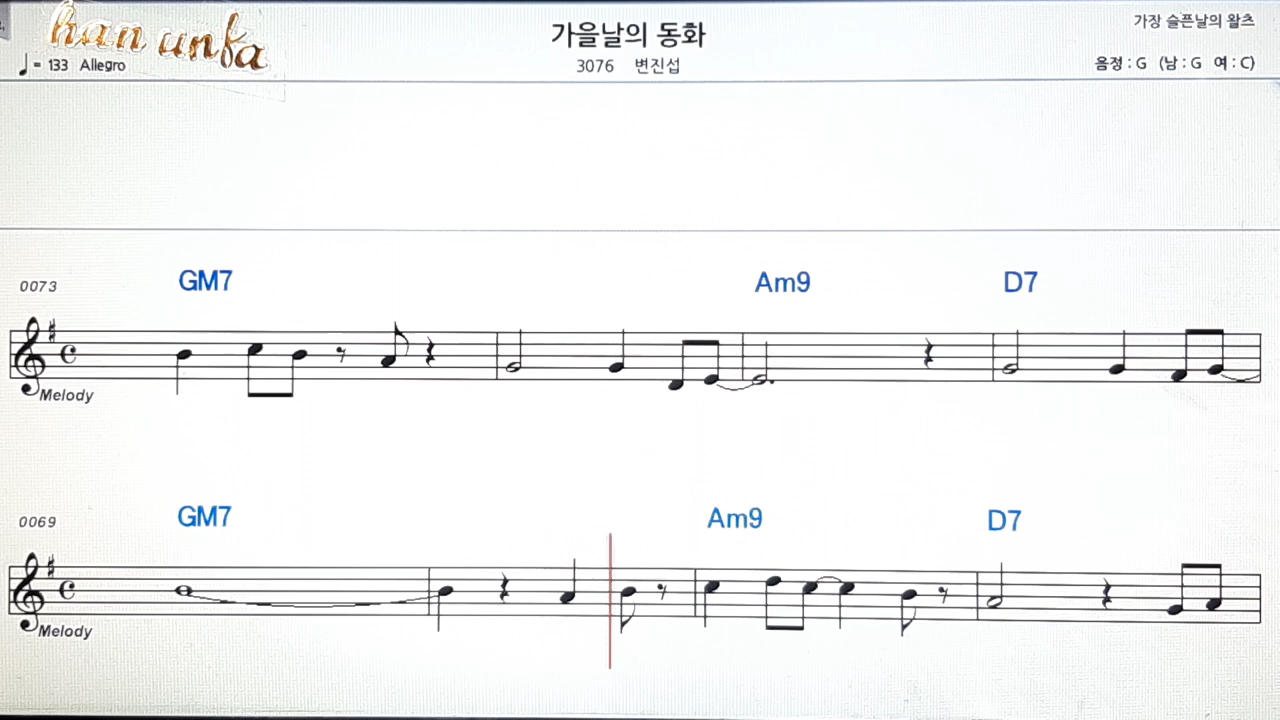 han unfa
가을날의 동화
가장 슬픈날의 왈츠
♩ = 133 Allegro
3076 변진섭
음정 : G (남 : G 여 : C)
0073
GM7 Am9 D7
Melody
0069
GM7 Am9 D7
Melody